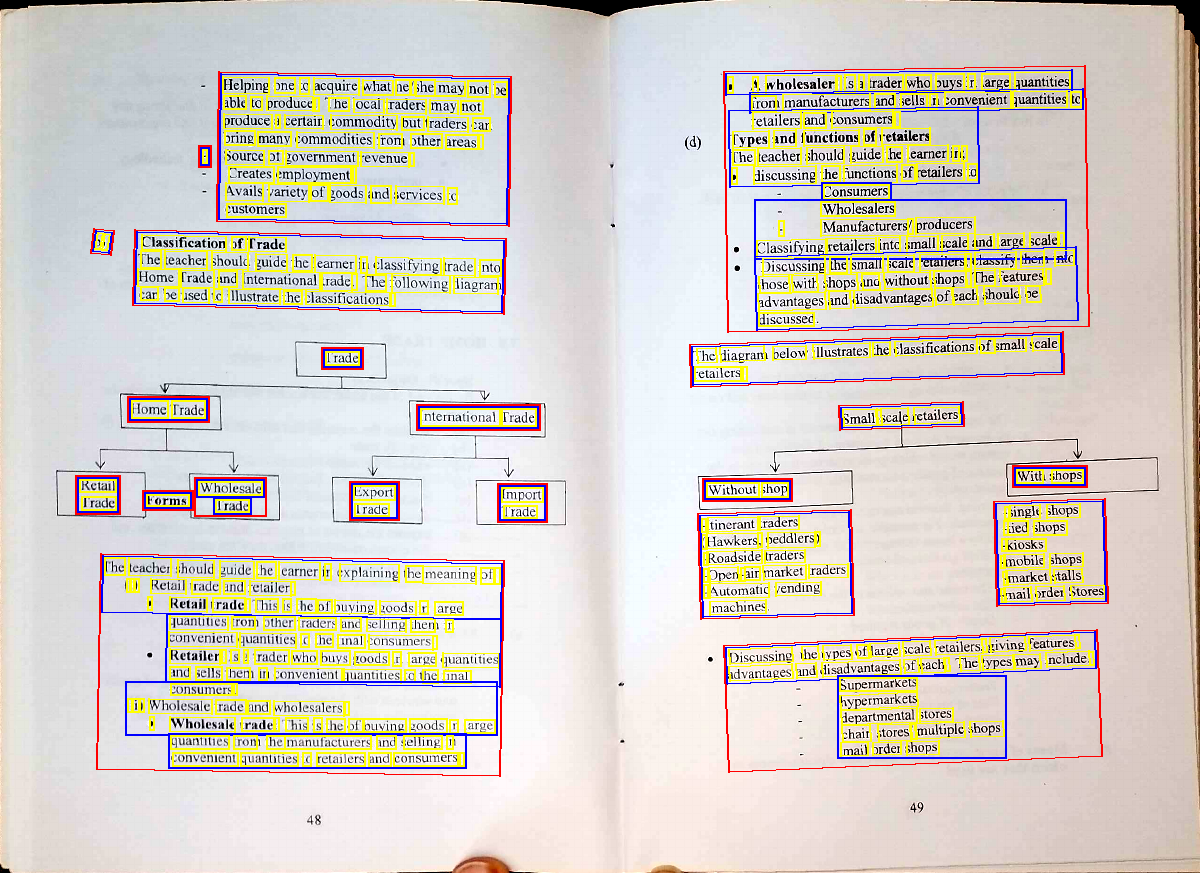 - Helping one to acquire what he/she may not be
able to produce. The local traders may not
produce a certain commodity but traders can
bring many commodities from other areas
- Source of government revenue
- Creates employment
- Avails variety of goods and services to
customers
Classification of Trade
The teacher should guide the learner in classifying trade into
Home Trade and International trade. The following diagram
can be used to illustrate the classifications
Trade
Home Trade
International Trade
Retail
Trade
Forms
Wholesale
Trade
Export
Trade
Import
Trade
The teacher should guide the learner in explaining the meaning of
(i) Retail trade and retailer
• Retail trade This is the of buying goods in large
quantities from other traders and selling them in
convenient quantities to the final consumers
• Retailer is a trader who buys goods in large quantities
and sells them in convenient quantities to the final
consumers.
Wholesale trade and wholesalers
• Wholesale trade This is the of buying goods in large
quantities from the manufacturers and selling in
convenient quantities to retailers and consumers
48
• A wholesaler is a trader who buys in large quantities
from manufacturers and sells in convenient quantities to
retailers and consumers
(d) Types and functions of retailers
The teacher should guide the learner in;
• discussing the functions of retailers to
- Consumers
- Wholesalers
- Manufacturers/ producers
• Classifying retailers into small scale and large scale
• Discussing the small scale retailers, classify them into
those with shops and without shops. The features
advantages and disadvantages of each should be
discussed.
The diagram below illustrates the classifications of small scale
retailers
Small scale retailers
Without shop
With shops
-Itinerant traders
(Hawkers, peddlers)
-Roadside traders
-Open-air market traders
-Automatic vending
machines.
-single shops
-tied shops
-kiosks
-mobile shops
-market stalls
-mail order Stores
• Discussing the types of large scale retailers, giving features
advantages and disadvantages of each. The types may include.
- Supermarkets
- hypermarkets
- departmental stores
- chain stores/ multiple shops
- mail order shops
49